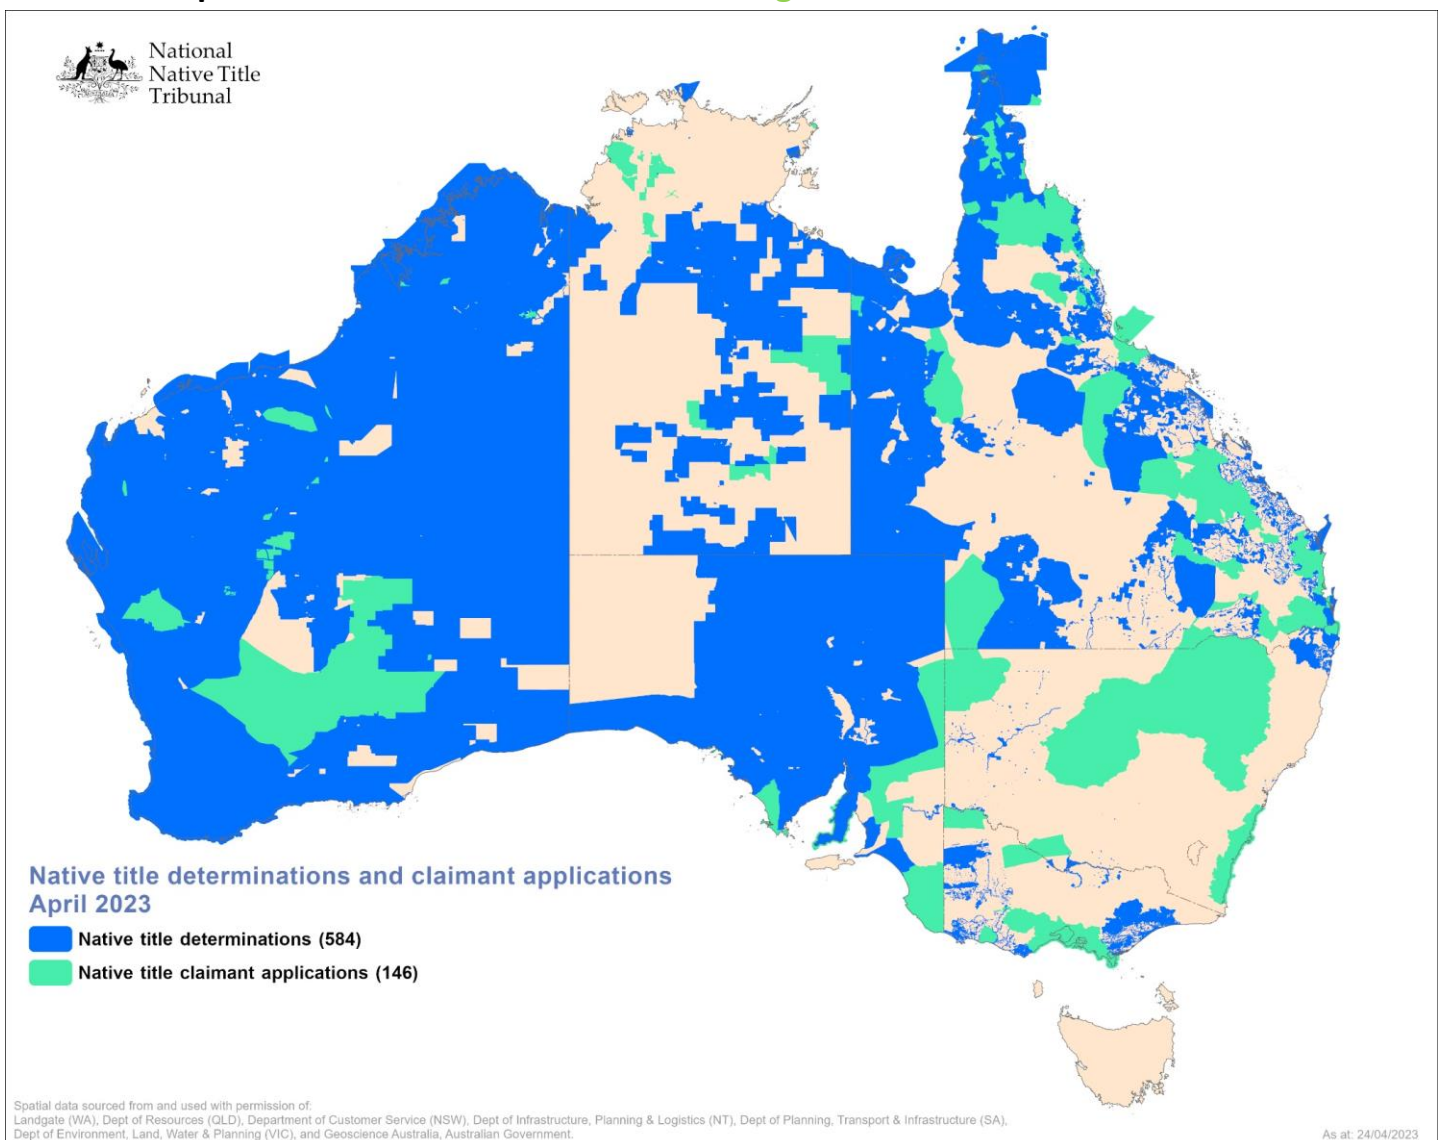 National
Native Title
Tribunal
Native title determinations and claimant applications
April 2023
Native title determinations (584)
Native title claimant applications (146)
Spatial data sourced from and used with permission of:
Landgate (WA), Dept of Resources (QLD), Department of Customer Service (NSW), Dept of Infrastructure, Planning & Logistics (NT), Dept of Planning, Transport & Infrastructure (SA),
Dept of Environment, Land, Water & Planning (VIC), and Geoscience Australia, Australian Government.
As at: 24/04/2023